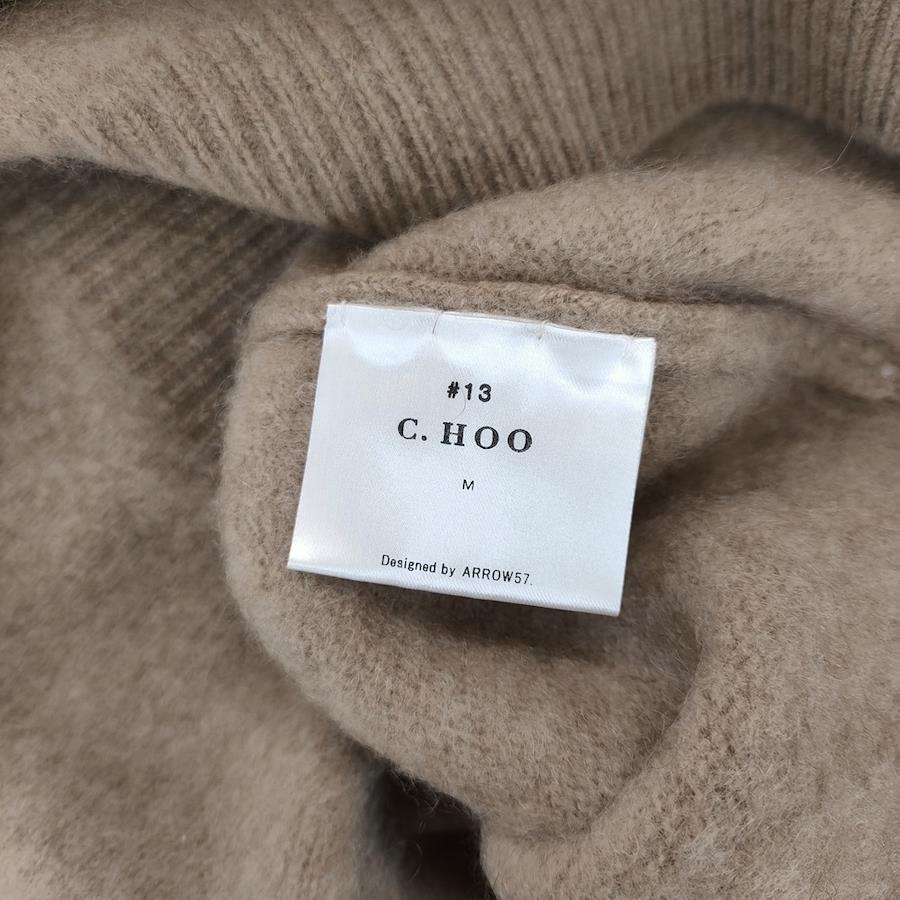 #13
C. HOO
M
Designed by ARROW57.